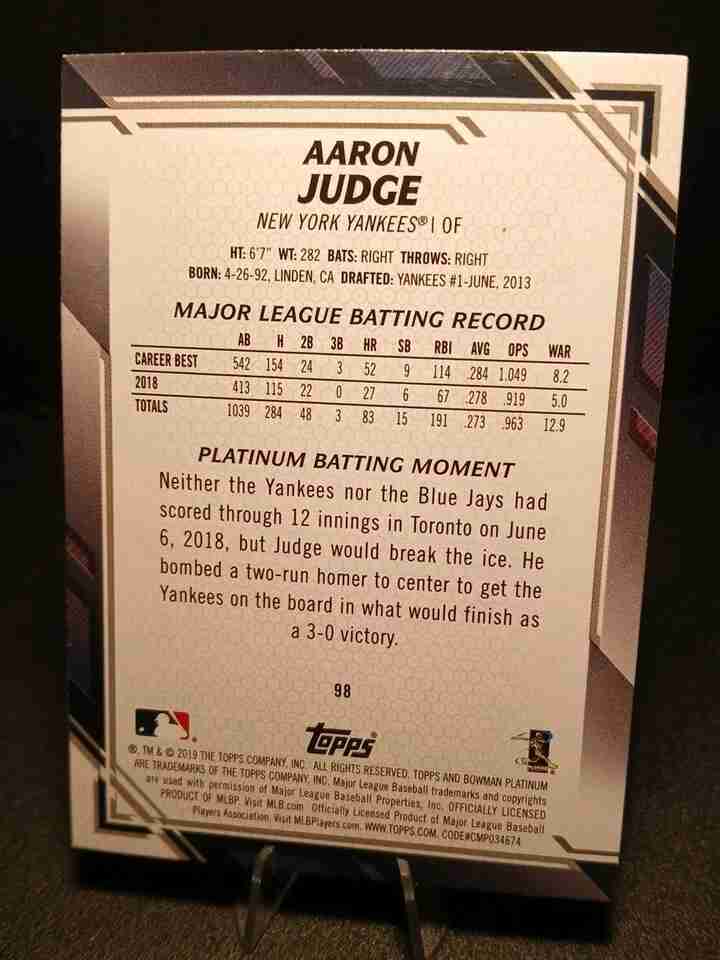 AARON
JUDGE
NEW YORK YANKEES® | OF
HT: 6'7" WT: 282 BATS: RIGHT THROWS: RIGHT
BORN: 4-26-92, LINDEN, CA DRAFTED: YANKEES #1-JUNE, 2013
MAJOR LEAGUE BATTING RECORD
AB H 2B 3B HR SB RBI AVG OPS WAR
CAREER BEST 542 154 24 3 52 9 114 .284 1.049 8.2
2018 413 115 22 0 27 6 67 .278 .919 5.0
TOTALS 1039 284 48 3 83 15 191 .273 .963 12.9
PLATINUM BATTING MOMENT
Neither the Yankees nor the Blue Jays had
scored through 12 innings in Toronto on June
6, 2018, but Judge would break the ice. He
bombed a two-run homer to center to get the
Yankees on the board in what would finish as
a 3-0 victory.
98
topps®
®, TM & © 2019 THE TOPPS COMPANY, INC. ALL RIGHTS RESERVED. TOPPS AND BOWMAN PLATINUM
ARE TRADEMARKS OF THE TOPPS COMPANY, INC. Major League Baseball trademarks and copyrights
are used with permission of Major League Baseball Properties, Inc. OFFICIALLY LICENSED
PRODUCT OF MLBP. Visit MLB.com Officially Licensed Product of Major League Baseball
Players Association. Visit MLBPlayers.com. WWW.TOPPS.COM, CODE#CMP034674